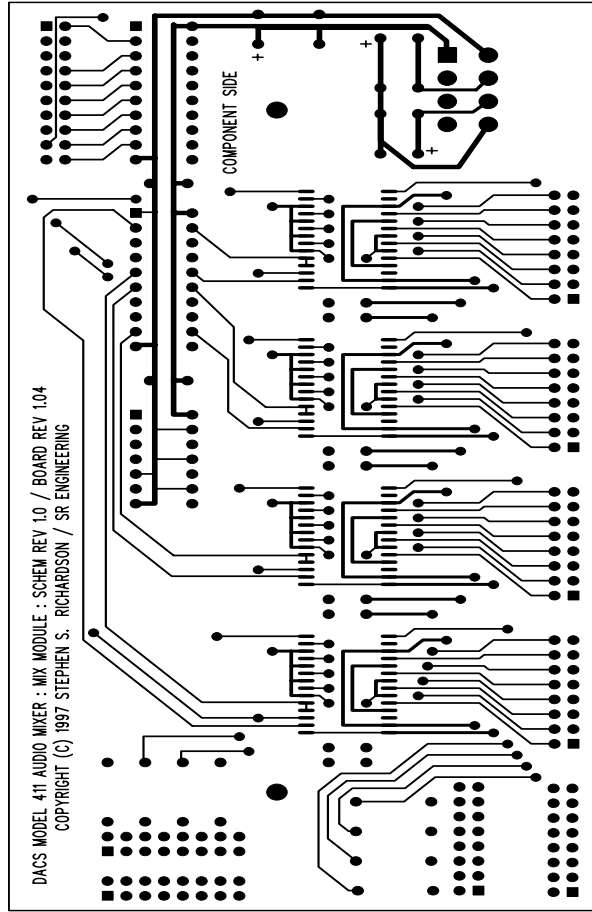 DACS MODEL 411 AUDIO MIXER : MIX MODULE : SCHEM REV 1.0 / BOARD REV 1.04
COPYRIGHT (C) 1997 STEPHEN S. RICHARDSON / SR ENGINEERING
COMPONENT SIDE
+
+
+